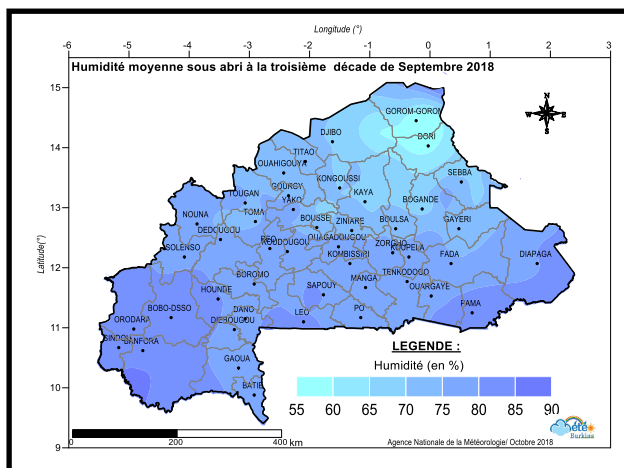 Longitude (°)
-6 -5 -4 -3 -2 -1 0 1 2 3
Humidité moyenne sous abri à la troisième décade de Septembre 2018
15
GOROM-GOROM
N
W E
S
DJIBO
DORI
14
TITAO
OUAHIGOUYA
KONGOUSSI
SEBBA
GOURCY
KAYA
TOUGAN
YAKO
BOGANDE
13
NOUNA
TOMA
BOUSSE
ZINIARE
BOULSA
GAYERI
DEDOUGOU
OUAGADOUGOU
REO
KOUDOUGOU
ZORGHO
KOUPELA
SOLENSO
KOMBISSIRI
FADA
DIAPAGA
Latitude(°)
12
BOROMO
MANGA
TENKODOGO
HOUNDE
SAPOUY
OUARGAYE
BOBO-DSSO
DANO
LEO
PO
PAMA
ORODARA
DIEBOUGOU
11
SINDOU
BANFORA
LEGENDE :
GAOUA
Humidité (en %)
10
BATIE
55 60 65 70 75 80 85 90
0 200 400
km
Agence Nationale de la Météorologie/ Octobre 2018
Météo
Burkina
9